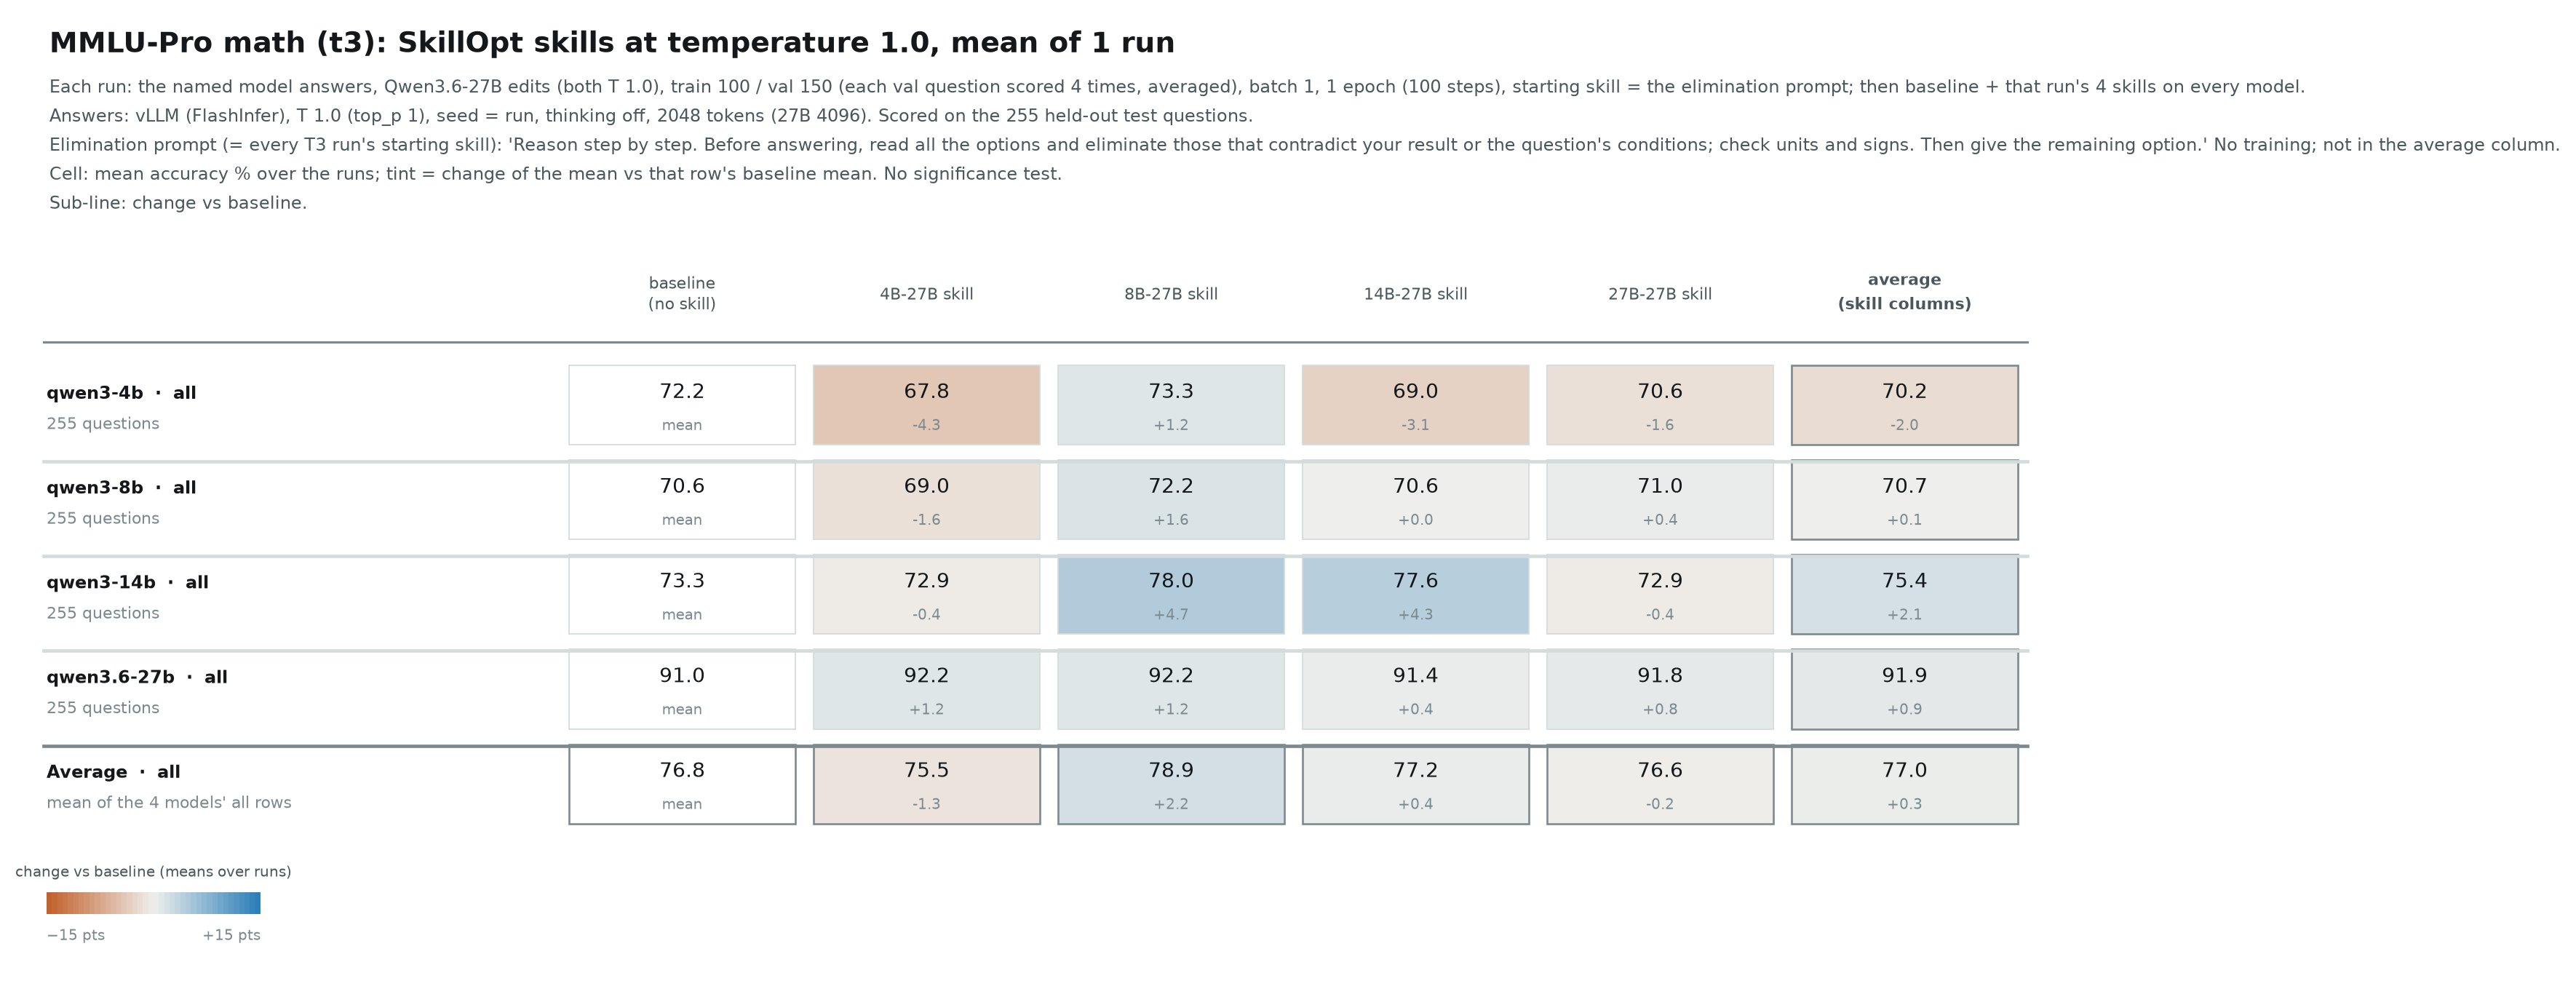 MMLU-Pro math (t3): SkillOpt skills at temperature 1.0, mean of 1 run
Each run: the named model answers, Qwen3.6-27B edits (both T 1.0), train 100 / val 150 (each val question scored 4 times, averaged), batch 1, 1 epoch (100 steps), starting skill = the elimination prompt; then baseline + that run's 4 skills on every model.
Answers: vLLM (FlashInfer), T 1.0 (top_p 1), seed = run, thinking off, 2048 tokens (27B 4096). Scored on the 255 held-out test questions.
Elimination prompt (= every T3 run's starting skill): 'Reason step by step. Before answering, read all the options and eliminate those that contradict your result or the question's conditions; check units and signs. Then give the remaining option.' No training; not in the average column.
Cell: mean accuracy % over the runs; tint = change of the mean vs that row's baseline mean. No significance test.
Sub-line: change vs baseline.
baseline (no skill) 4B-27B skill 8B-27B skill 14B-27B skill 27B-27B skill average (skill columns)
qwen3-4b · all 72.2 67.8 73.3 69.0 70.6 70.2
255 questions mean -4.3 +1.2 -3.1 -1.6 -2.0
qwen3-8b · all 70.6 69.0 72.2 70.6 71.0 70.7
255 questions mean -1.6 +1.6 +0.0 +0.4 +0.1
qwen3-14b · all 73.3 72.9 78.0 77.6 72.9 75.4
255 questions mean -0.4 +4.7 +4.3 -0.4 +2.1
qwen3.6-27b · all 91.0 92.2 92.2 91.4 91.8 91.9
255 questions mean +1.2 +1.2 +0.4 +0.8 +0.9
Average · all 76.8 75.5 78.9 77.2 76.6 77.0
mean of the 4 models' all rows mean -1.3 +2.2 +0.4 -0.2 +0.3
change vs baseline (means over runs)
−15 pts +15 pts